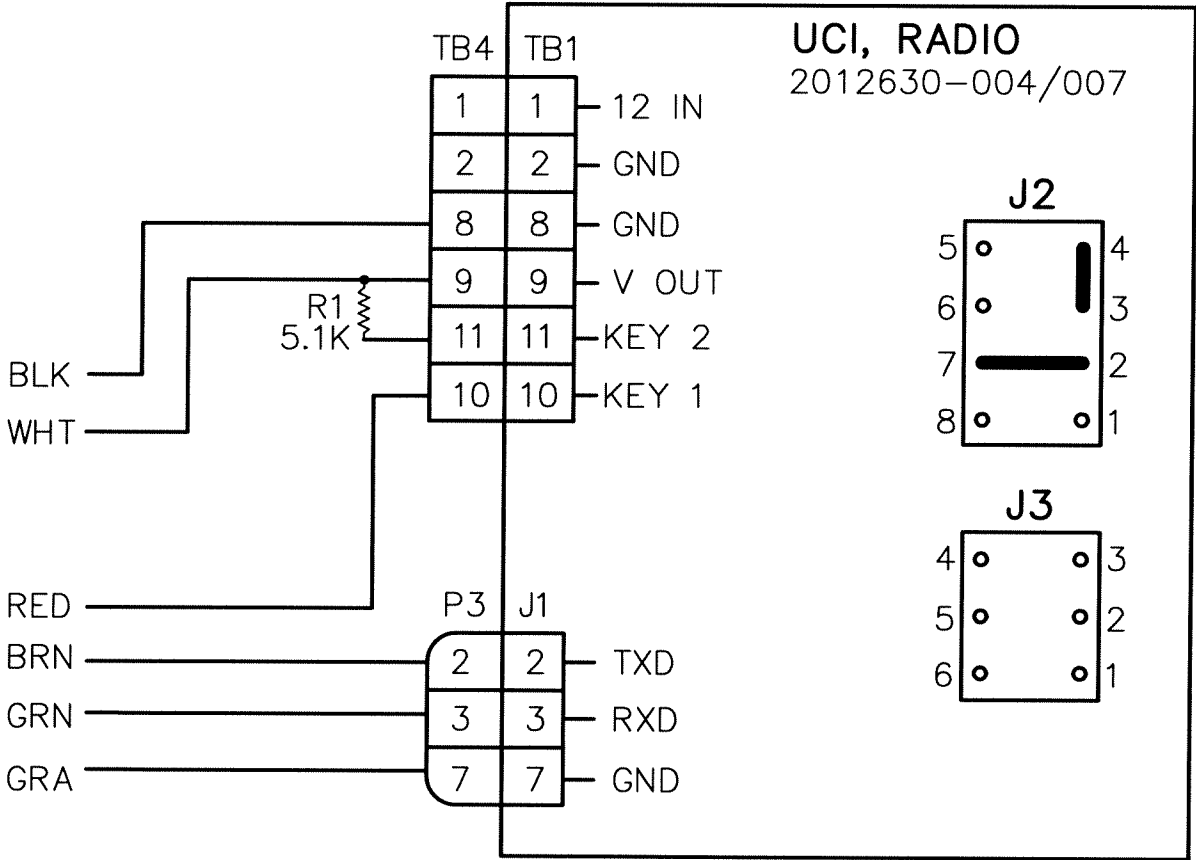 UCI, RADIO
2012630-004/007
TB4 TB1
1 1 12 IN
2 2 GND
8 8 GND
9 9 V OUT
R1
5.1K
11 11 KEY 2
10 10 KEY 1
BLK
WHT
RED
BRN
GRN
GRA
P3 J1
2 2 TXD
3 3 RXD
7 7 GND
J2
5 4
6 3
7 2
8 1
J3
4 3
5 2
6 1